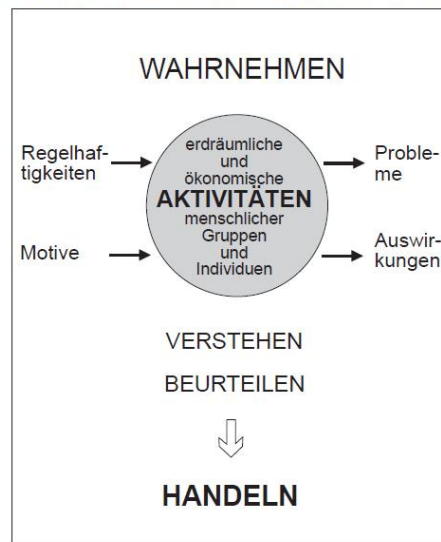 WAHRNEHMEN
Regelhaf-
tigkeiten
Motive
erdräumliche
und
ökonomische
AKTIVITÄTEN
menschlicher
Gruppen
und
Individuen
Proble-
me
Auswir-
kungen
VERSTEHEN
BEURTEILEN
HANDELN